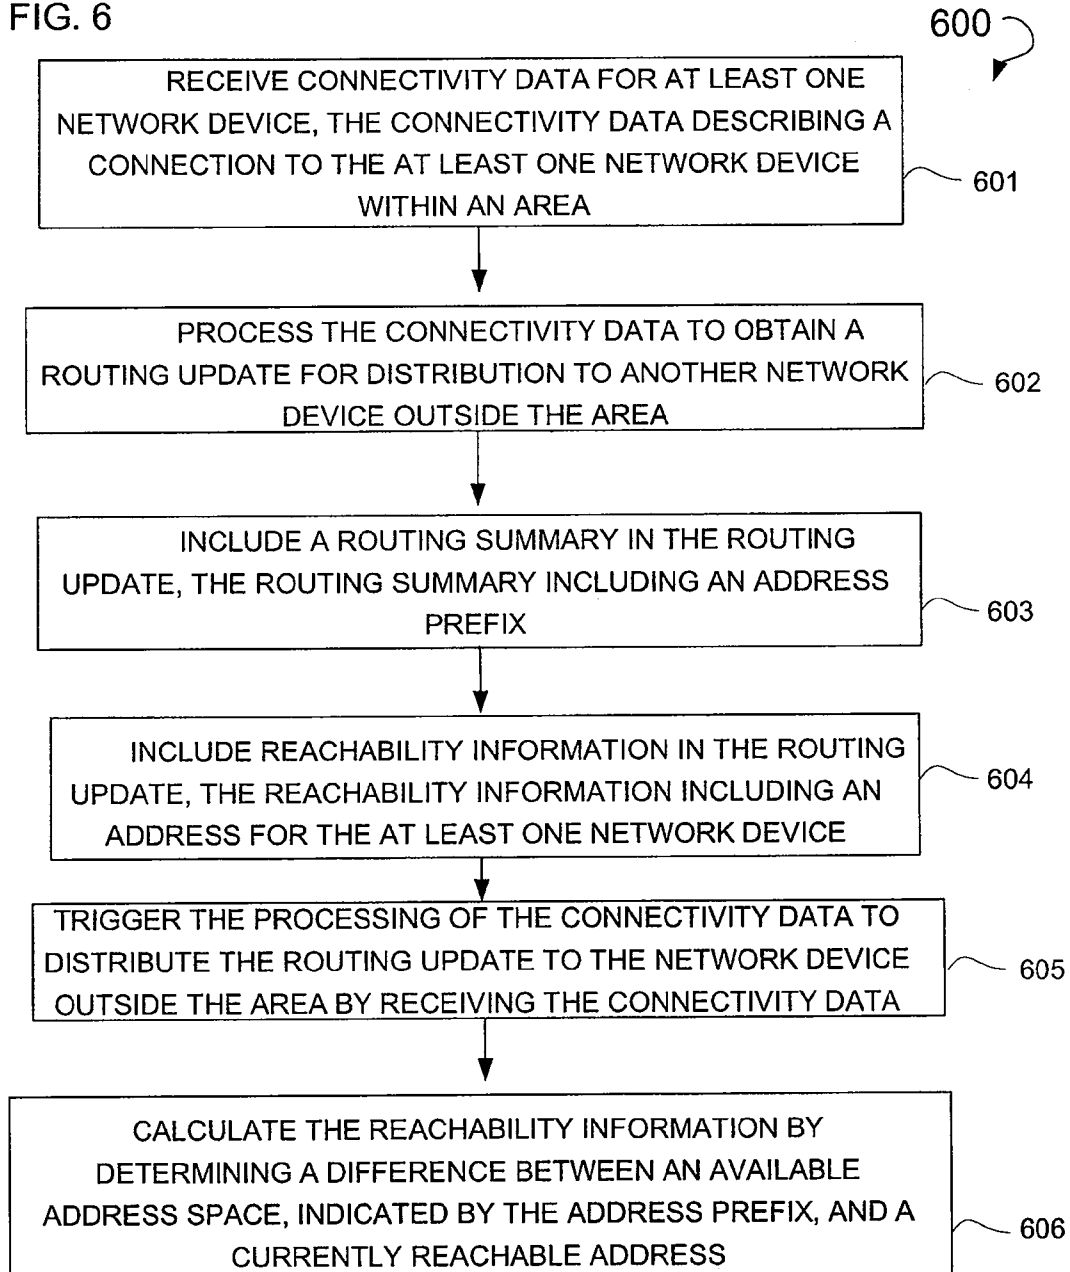 FIG. 6
600
RECEIVE CONNECTIVITY DATA FOR AT LEAST ONE
NETWORK DEVICE, THE CONNECTIVITY DATA DESCRIBING A
CONNECTION TO THE AT LEAST ONE NETWORK DEVICE
WITHIN AN AREA
601
PROCESS THE CONNECTIVITY DATA TO OBTAIN A
ROUTING UPDATE FOR DISTRIBUTION TO ANOTHER NETWORK
DEVICE OUTSIDE THE AREA
602
INCLUDE A ROUTING SUMMARY IN THE ROUTING
UPDATE, THE ROUTING SUMMARY INCLUDING AN ADDRESS
PREFIX
603
INCLUDE REACHABILITY INFORMATION IN THE ROUTING
UPDATE, THE REACHABILITY INFORMATION INCLUDING AN
ADDRESS FOR THE AT LEAST ONE NETWORK DEVICE
604
TRIGGER THE PROCESSING OF THE CONNECTIVITY DATA TO
DISTRIBUTE THE ROUTING UPDATE TO THE NETWORK DEVICE
OUTSIDE THE AREA BY RECEIVING THE CONNECTIVITY DATA
605
CALCULATE THE REACHABILITY INFORMATION BY
DETERMINING A DIFFERENCE BETWEEN AN AVAILABLE
ADDRESS SPACE, INDICATED BY THE ADDRESS PREFIX, AND A
CURRENTLY REACHABLE ADDRESS
606